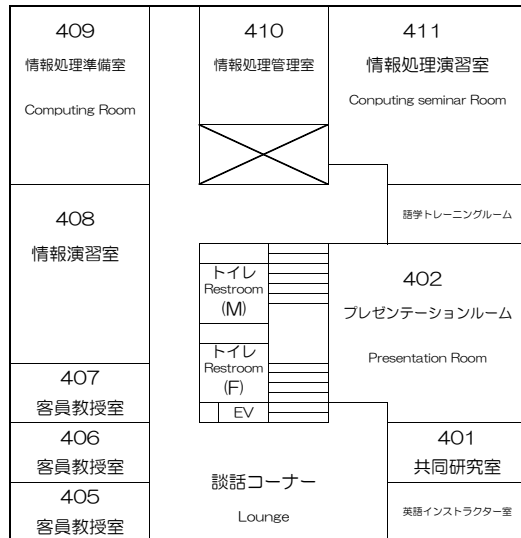 409
情報処理準備室
Computing Room
410
情報処理管理室
411
情報処理演習室
Conputing seminar Room
408
情報演習室
語学トレーニングルーム
トイレ
Restroom
(M)
402
プレゼンテーションルーム
Presentation Room
トイレ
Restroom
(F)
EV
407
客員教授室
406
客員教授室
405
客員教授室
談話コーナー
Lounge
401
共同研究室
英語インストラクター室